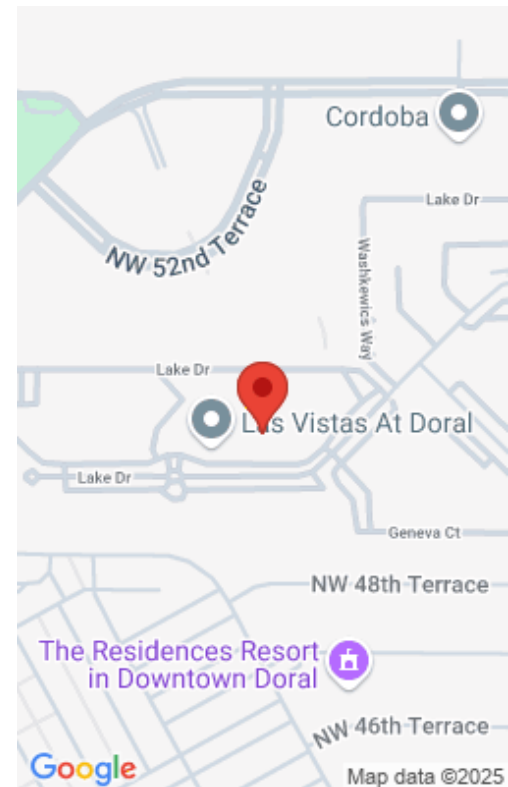 Cordoba
Lake Dr
NW 52nd Terrace
Washkewics Way
Lake Dr
Las Vistas At Doral
Lake Dr
Geneva Ct
NW 48th Terrace
The Residences Resort
in Downtown Doral
NW 46th Terrace
Google
Map data ©2025